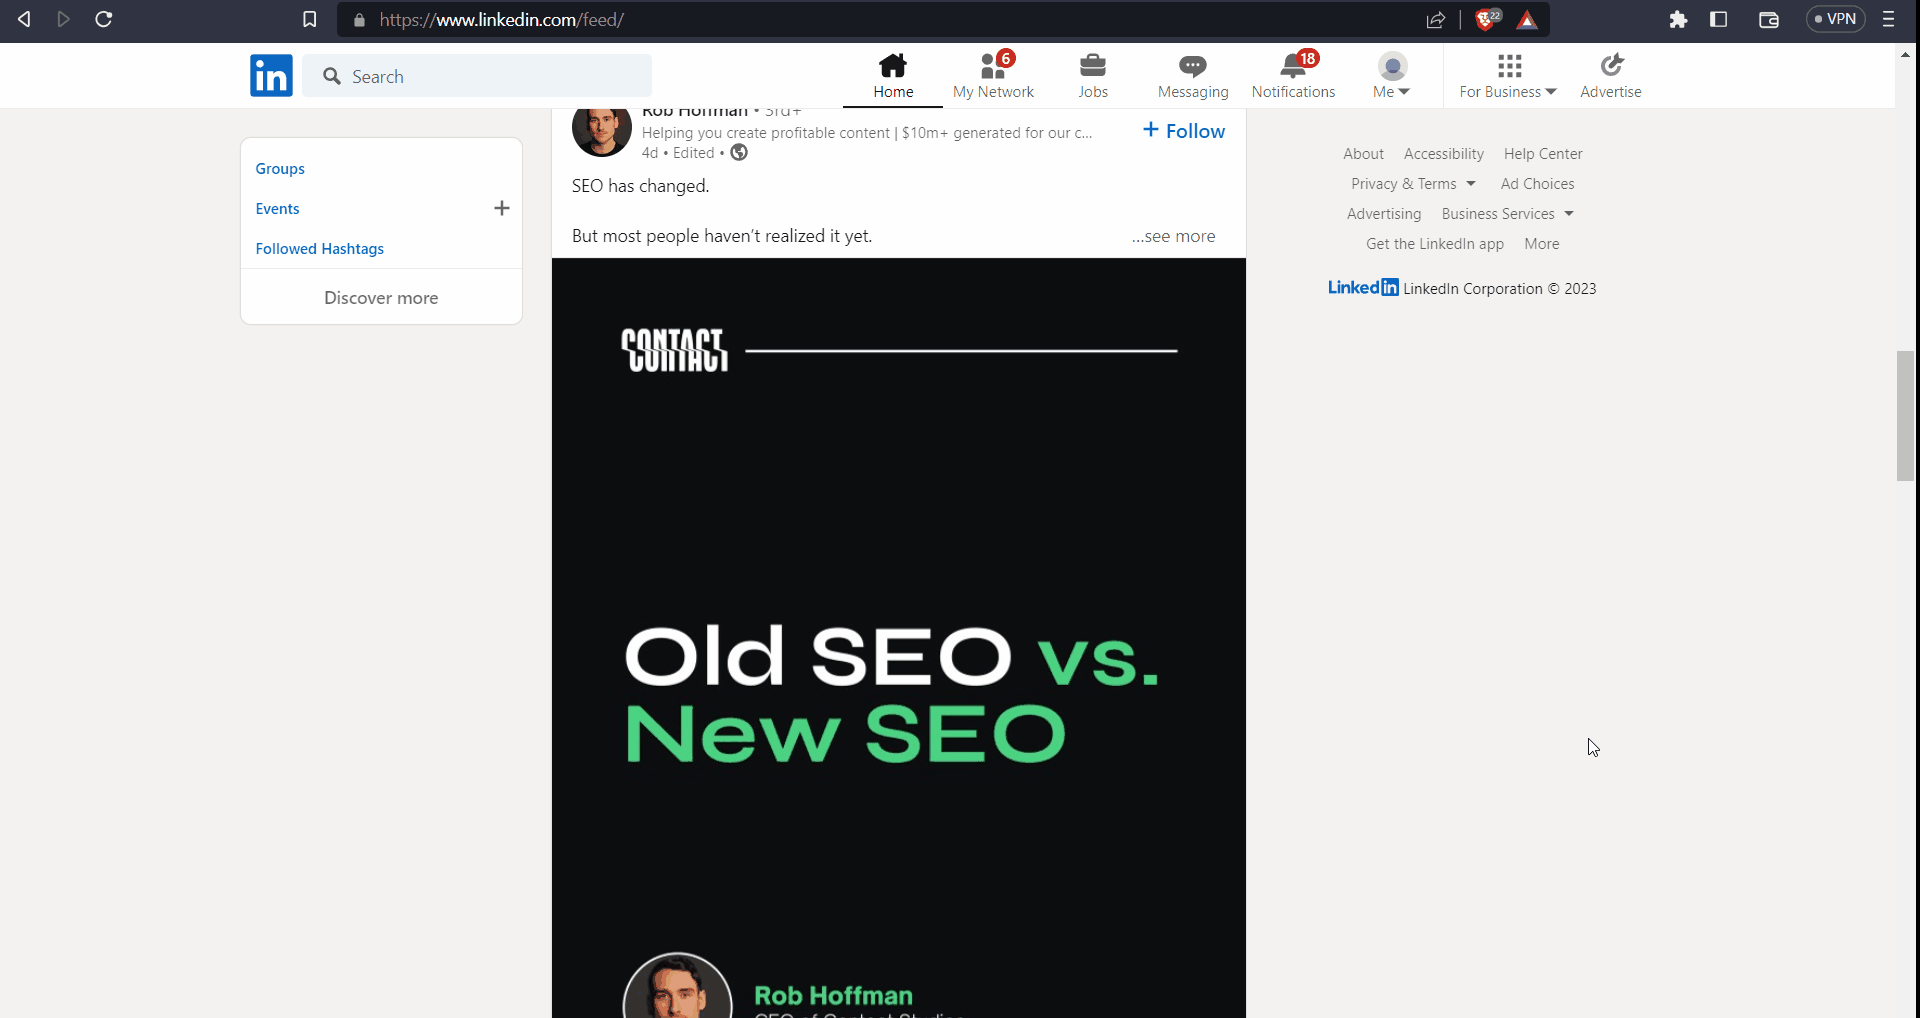 https://www.linkedin.com/feed/
22
VPN
in
Search
Home
6
My Network
Jobs
Messaging
18
Notifications
Me
For Business
Advertise
Groups
Events
Followed Hashtags
Discover more
Rob Hoffman • 3rd+
Helping you create profitable content | $10m+ generated for our c...
4d • Edited •
+ Follow
SEO has changed.
But most people haven’t realized it yet.
...see more
CONTACT
Old SEO vs.
New SEO
Rob Hoffman
CEO of Contact Studios
About Accessibility Help Center
Privacy & Terms Ad Choices
Advertising Business Services
Get the LinkedIn app More
LinkedIn LinkedIn Corporation © 2023